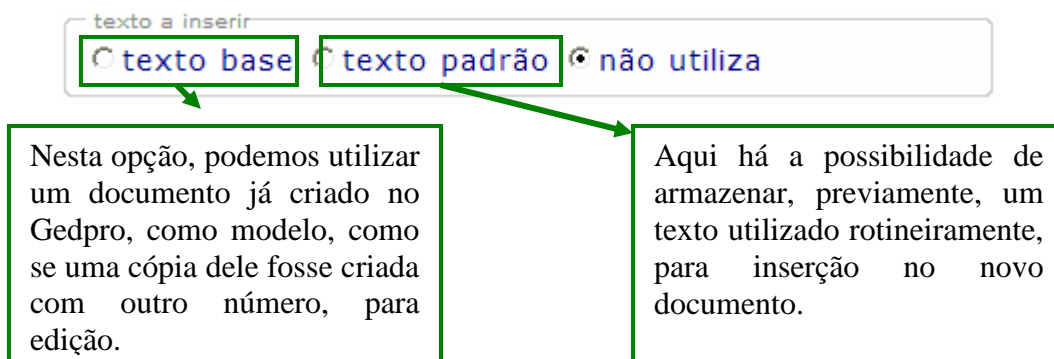 texto a inserir
texto base texto padrão não utiliza
Nesta opção, podemos utilizar
um documento já criado no
Gedpro, como modelo, como
se uma cópia dele fosse criada
com outro número, para
edição.
Aqui há a possibilidade de
armazenar, previamente, um
texto utilizado rotineiramente,
para inserção no novo
documento.